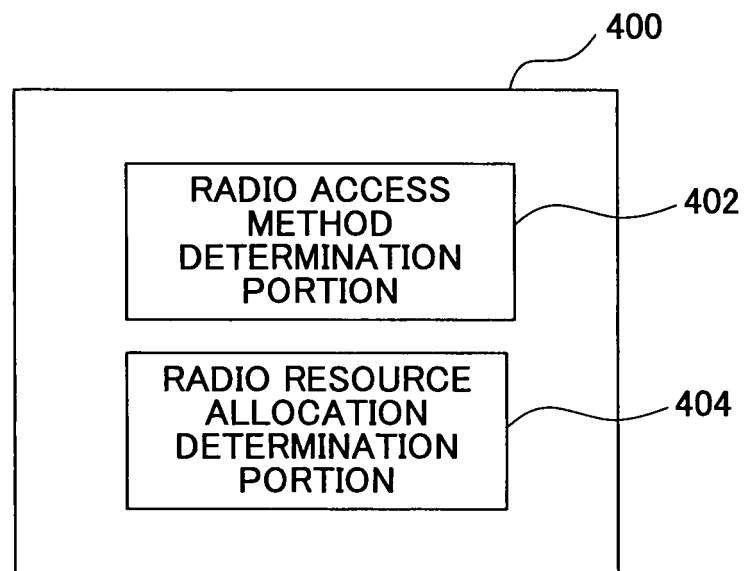 400
RADIO ACCESS
METHOD
DETERMINATION
PORTION
402
RADIO RESOURCE
ALLOCATION
DETERMINATION
PORTION
404